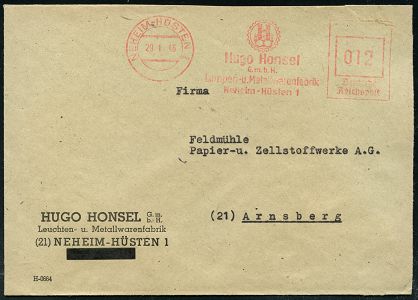 NEHEIM-HÜSTEN 1
29.1.46
H
Hugo Honsel
G.m.b.H.
Lampen-u.Metallwarenfabrik
Neheim-Hüsten 1
012
Reichspost
Firma
Feldmühle
Papier-u. Zellstoffwerke A.G.
(21) Arnsberg
HUGO HONSEL G.m.b.H.
Leuchten- u. Metallwarenfabrik
(21) NEHEIM-HÜSTEN 1
H-0664